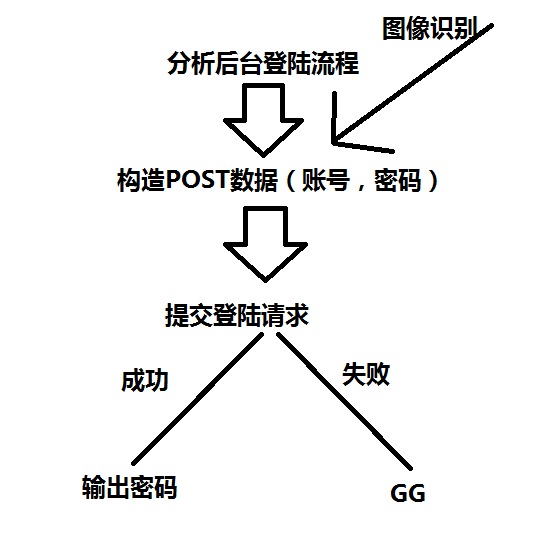 图像识别
分析后台登陆流程
构造POST数据（账号，密码）
提交登陆请求
成功
失败
输出密码
GG